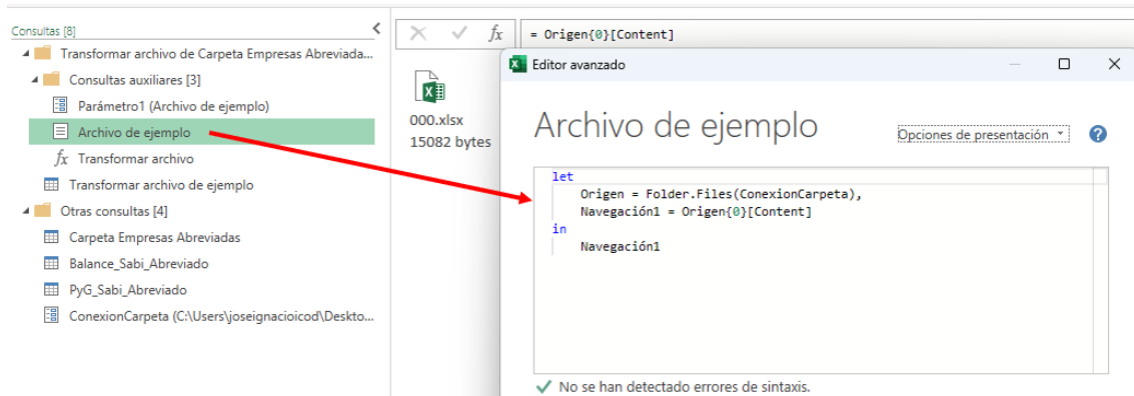 Consultas [8]
Transformar archivo de Carpeta Empresas Abreviada...
Consultas auxiliares [3]
Parámetro1 (Archivo de ejemplo)
Archivo de ejemplo
fx Transformar archivo
Transformar archivo de ejemplo
Otras consultas [4]
Carpeta Empresas Abreviadas
Balance_Sabi_Abreviado
PyG_Sabi_Abreviado
ConexionCarpeta (C:\Users\joseignacioicod\Deskto...
fx = Origen{0}[Content]
000.xlsx
15082 bytes
Editor avanzado
Archivo de ejemplo
Opciones de presentación
let
Origen = Folder.Files(ConexionCarpeta),
Navegación1 = Origen{0}[Content]
in
Navegación1
No se han detectado errores de sintaxis.